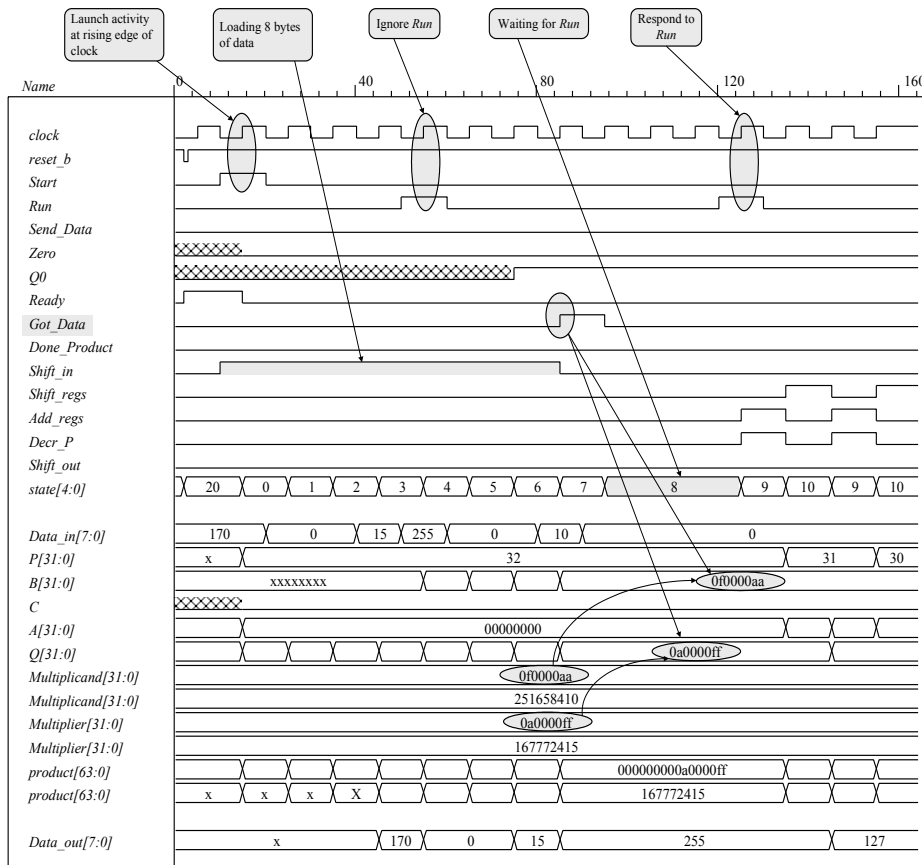 Launch activity
at rising edge of
clock
Loading 8 bytes
of data
Ignore Run
Waiting for Run
Respond to
Run
Name
0 40 80 120 160
clock
reset_b
Start
Run
Send_Data
Zero
Q0
Ready
Got_Data
Done_Product
Shift_in
Shift_regs
Add_regs
Decr_P
Shift_out
state[4:0] 20 0 1 2 3 4 5 6 7 8 9 10 9 10
Data_in[7:0] 170 0 15 255 0 10 0
P[31:0] x 32 31 30
B[31:0] xxxxxxxx 0f0000aa
C
A[31:0] 00000000
Q[31:0] 0a0000ff
Multiplicand[31:0] 0f0000aa
Multiplicand[31:0] 251658410
Multiplier[31:0] 0a0000ff
Multiplier[31:0] 167772415
product[63:0] 000000000a0000ff
product[63:0] x x x X 167772415
Data_out[7:0] x 170 0 15 255 127